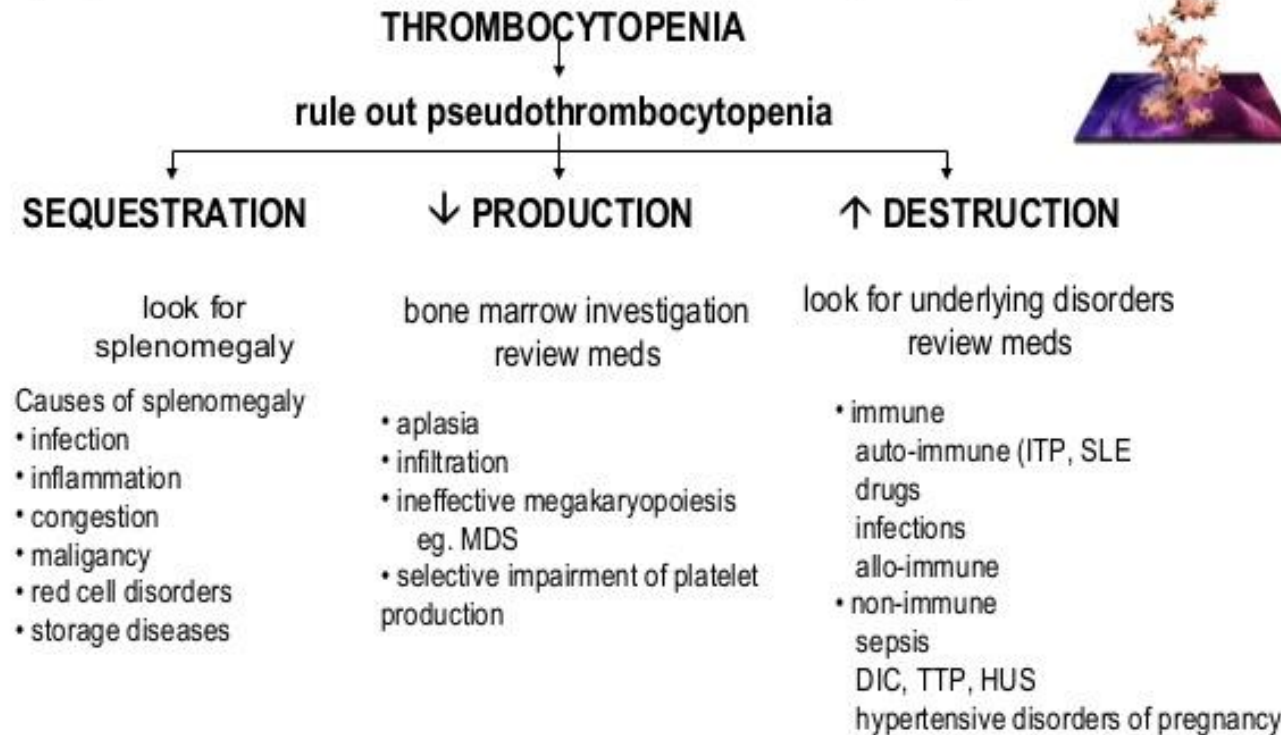 THROMBOCYTOPENIA
rule out pseudothrombocytopenia
SEQUESTRATION
look for
splenomegaly
Causes of splenomegaly
• infection
• inflammation
• congestion
• maligancy
• red cell disorders
• storage diseases
↓ PRODUCTION
bone marrow investigation
review meds
• aplasia
• infiltration
• ineffective megakaryopoiesis
eg. MDS
• selective impairment of platelet
production
↑ DESTRUCTION
look for underlying disorders
review meds
• immune
auto-immune (ITP, SLE
drugs
infections
allo-immune
• non-immune
sepsis
DIC, TTP, HUS
hypertensive disorders of pregnancy